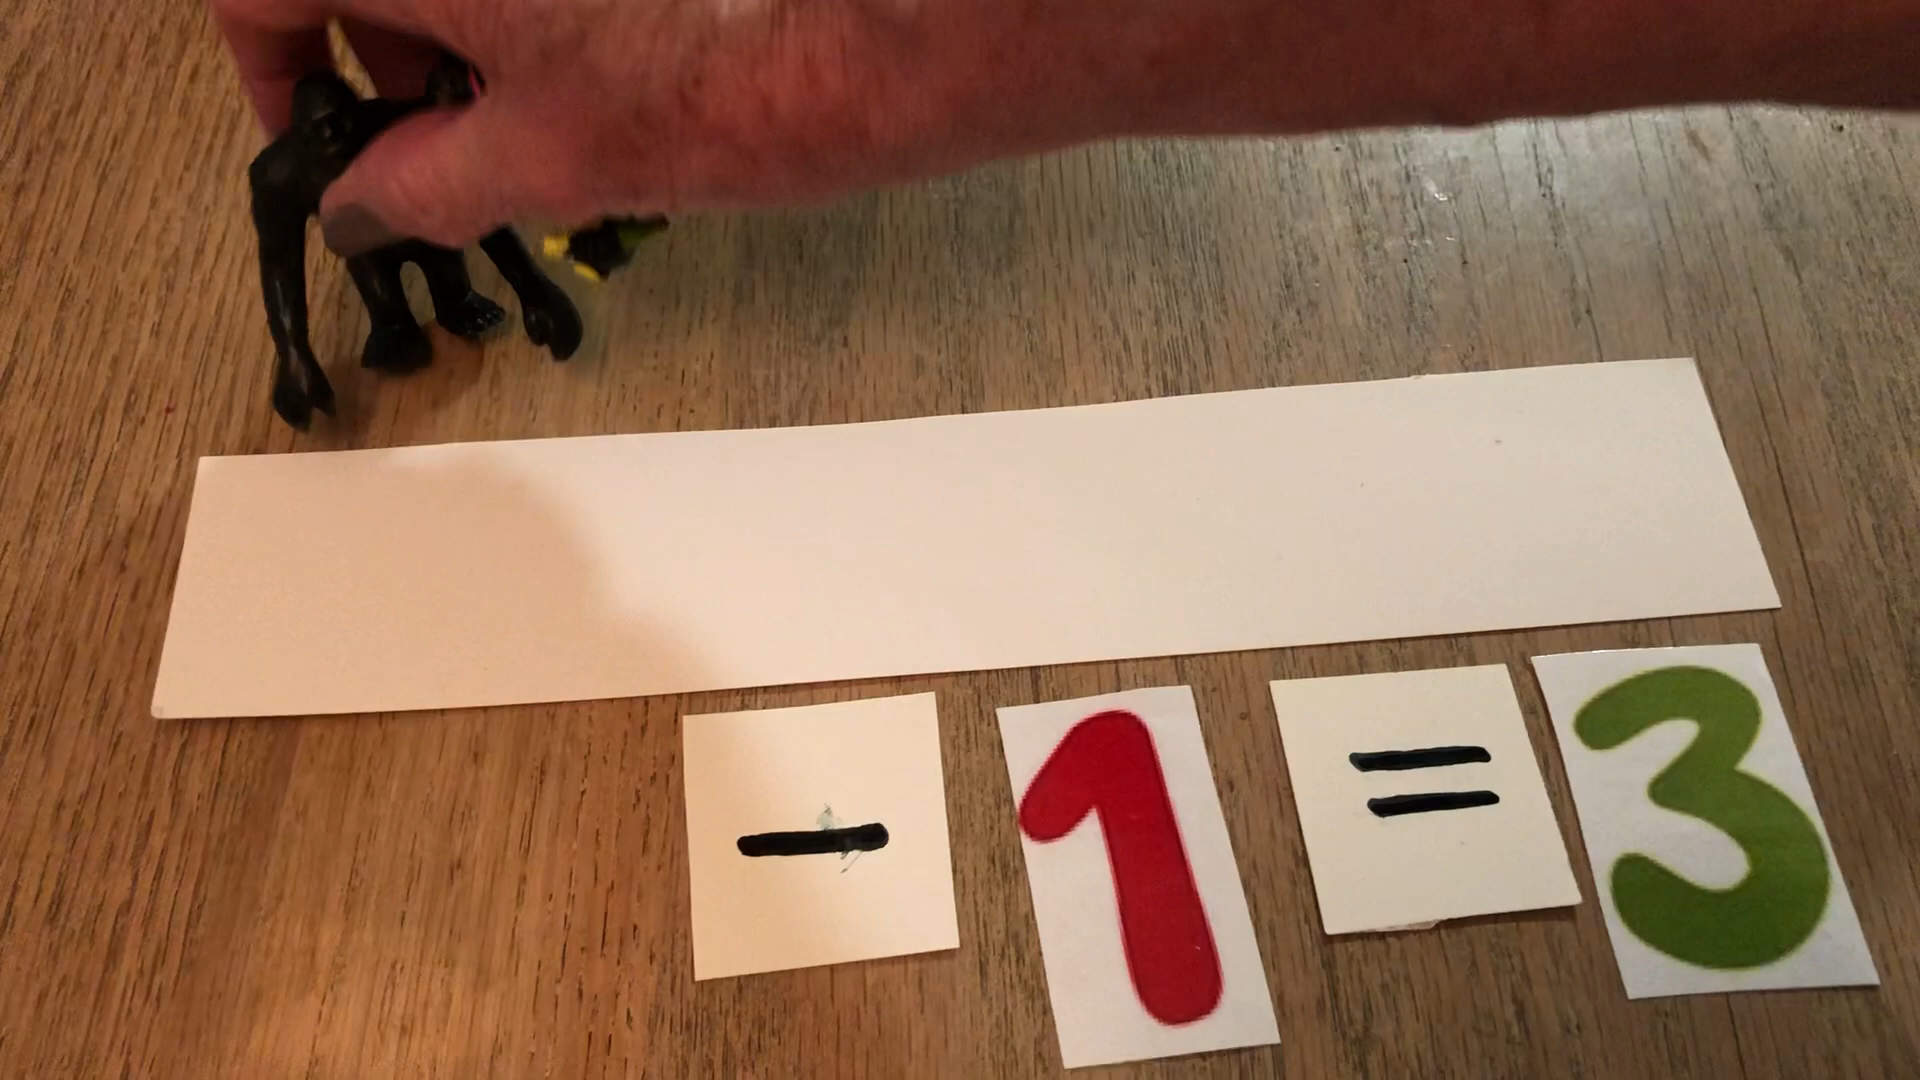 - 1 = 3